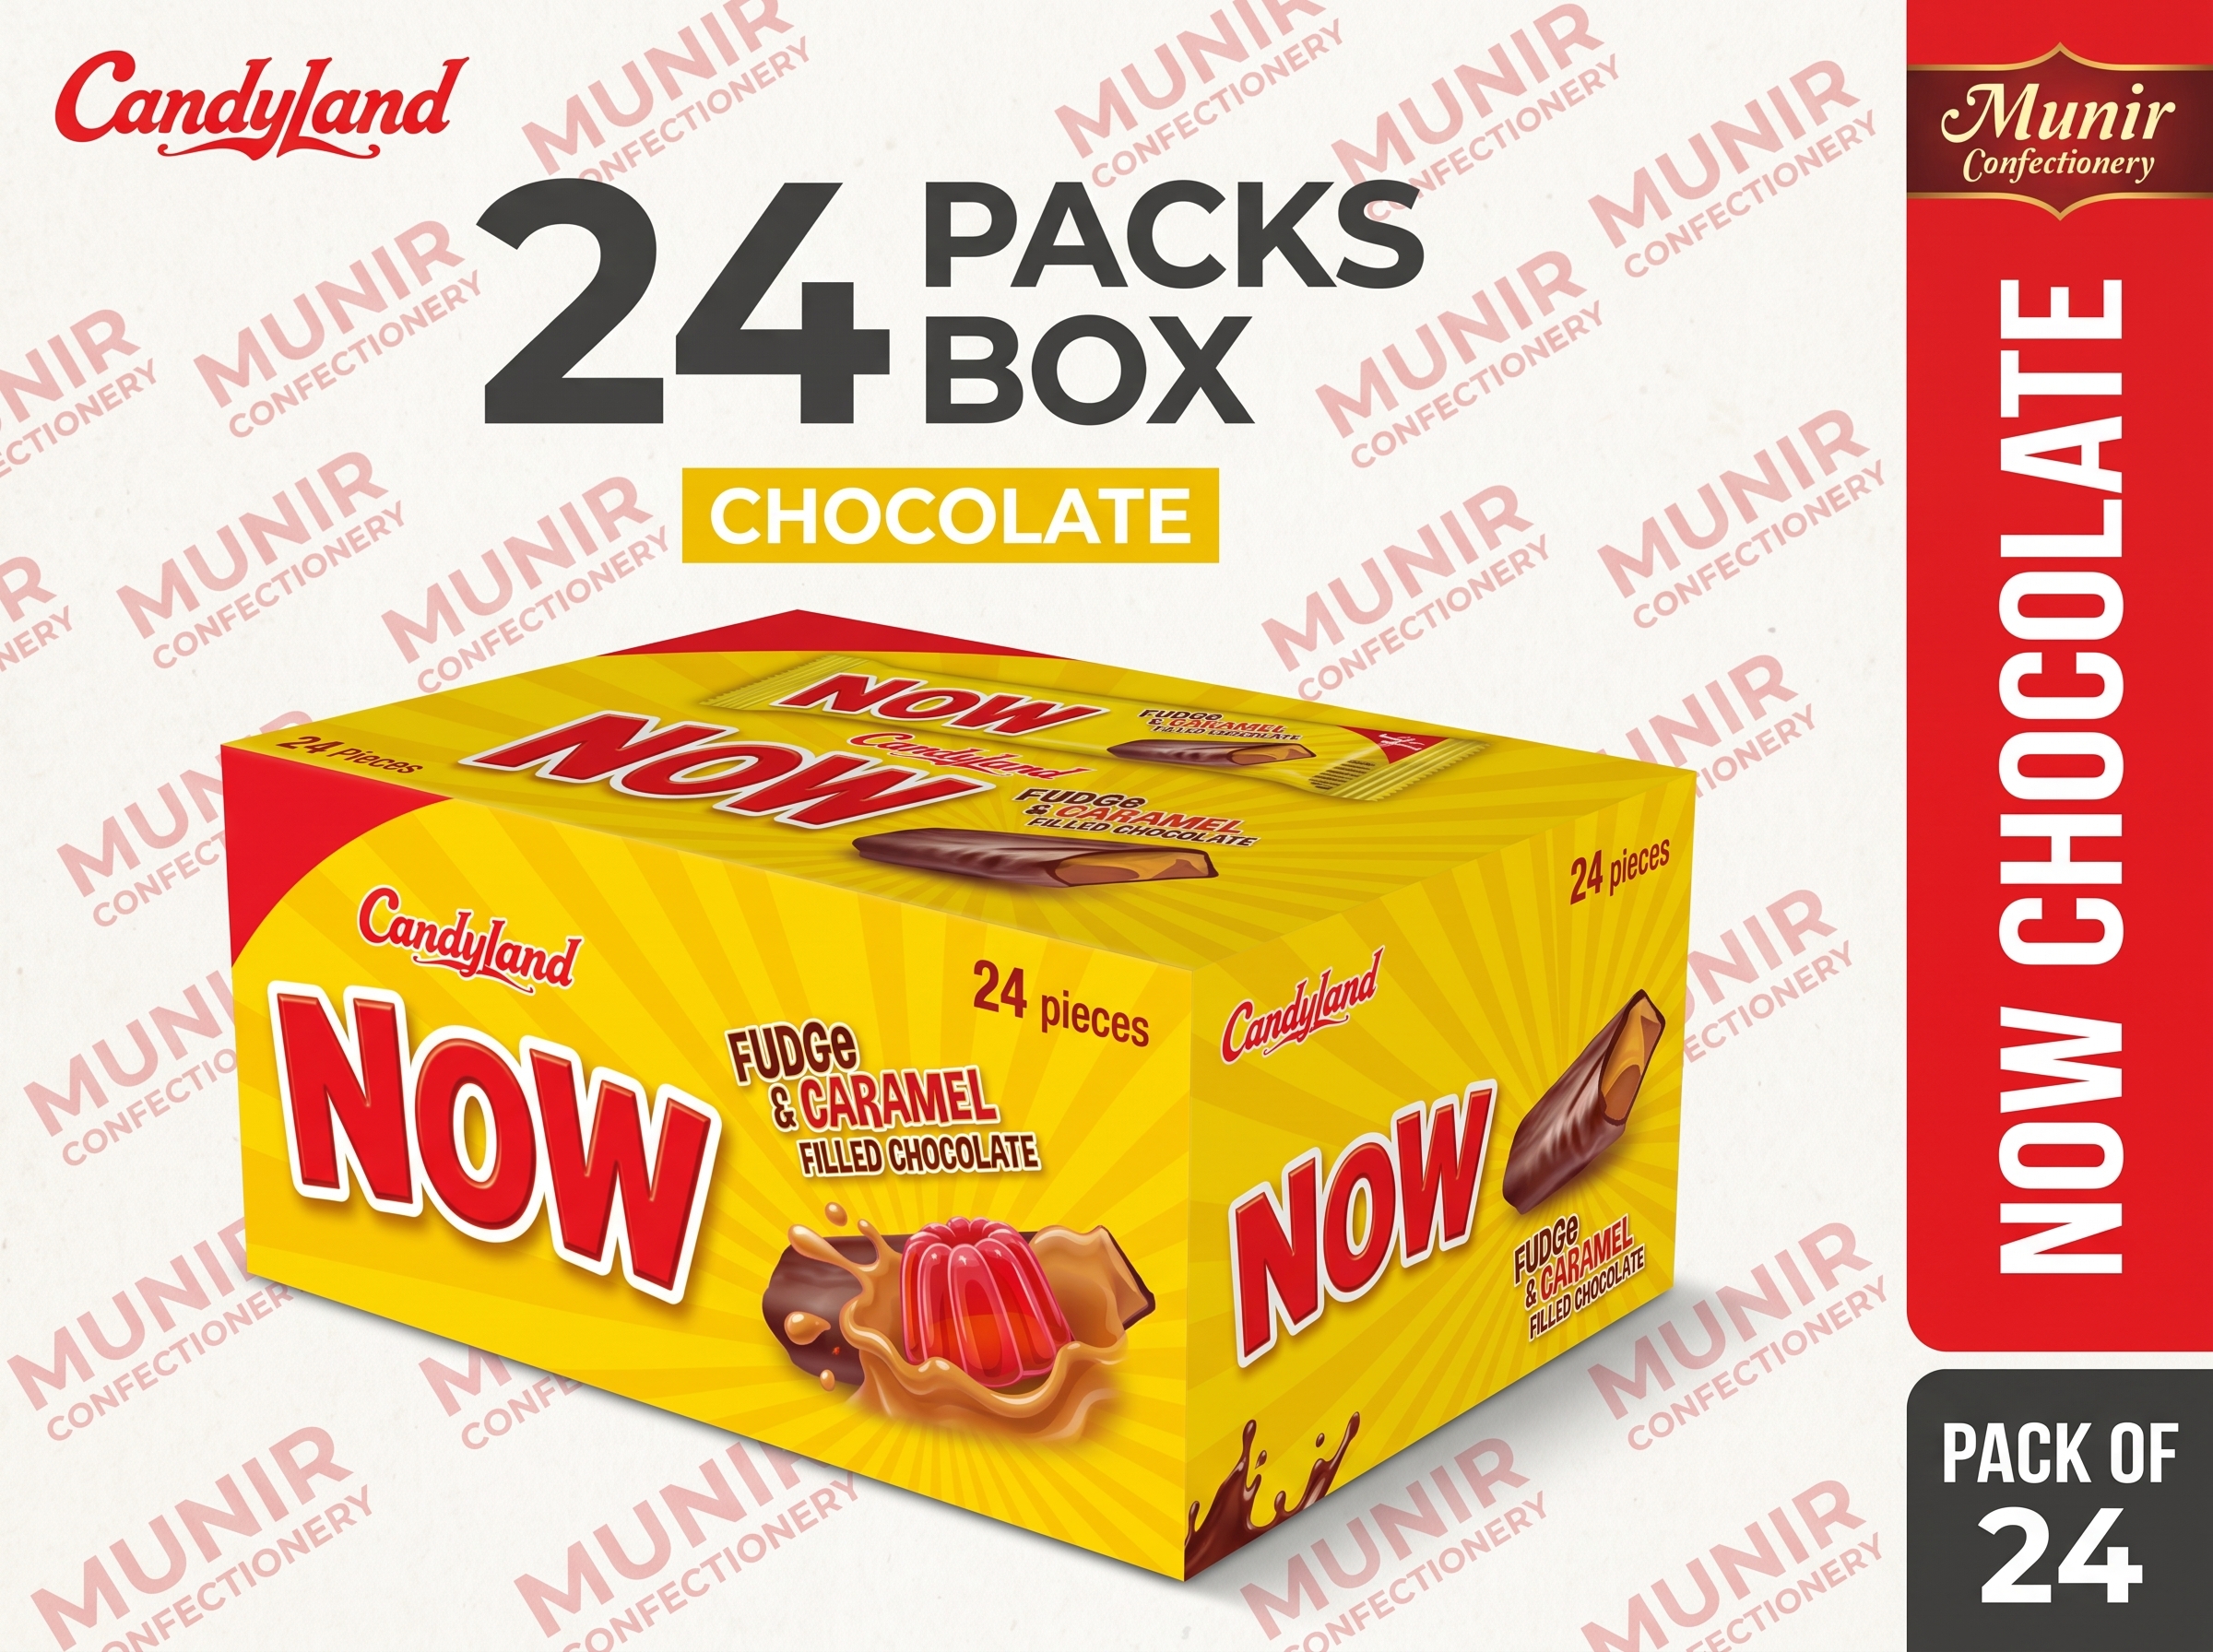 Candyland
24 PACKS
BOX
CHOCOLATE
Munir
Confectionery
NOW CHOCOLATE
PACK OF
24
NOW
FUDGe
& CARAMEL
FILLED CHOCOLATE
24 Pieces
NOW
Candyland
FUDGe
& CARAMEL
FILLED CHOCOLATE
Candyland
NOW
24 pieces
FUDGe
& CARAMEL
FILLED CHOCOLATE
24 pieces
Candyland
NOW
FUDGe
& CARAMEL
FILLED CHOCOLATE
MUNIR
CONFECTIONERY